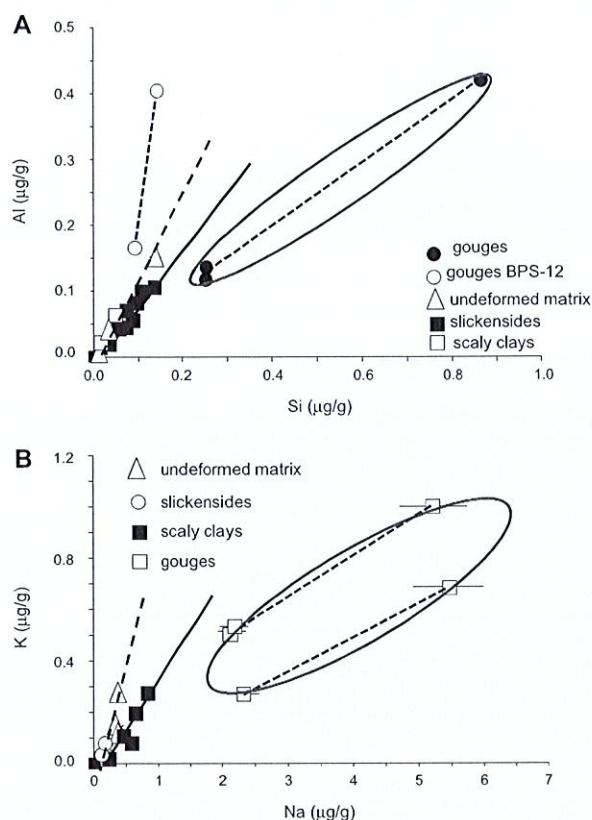 A
Al (µg/g)
0.5
0.4
0.3
0.2
0.1
0.0
0.0 0.2 0.4 0.6 0.8 1.0
Si (µg/g)
gouges
gouges BPS-12
undeformed matrix
slickensides
scaly clays
B
K (µg/g)
1.2
0.8
0.4
0.0
0 1 2 3 4 5 6 7
Na (µg/g)
undeformed matrix
slickensides
scaly clays
gouges